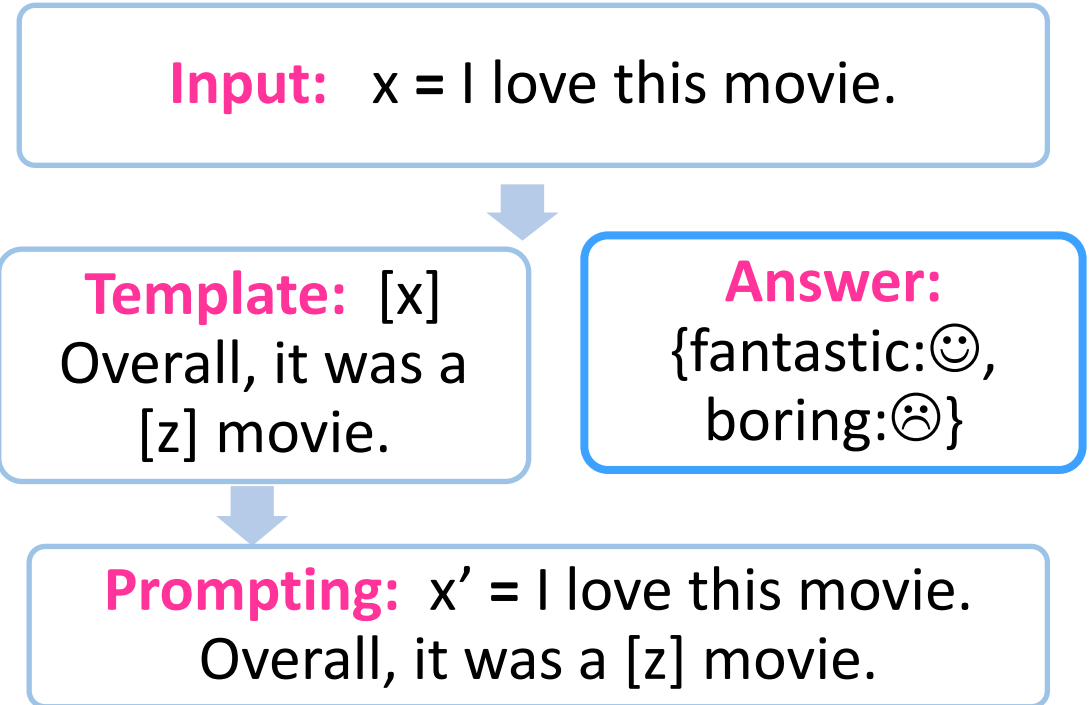 Input: x = I love this movie.
Template: [x]
Overall, it was a
[z] movie.
Answer:
{fantastic:☺,
boring:☹}
Prompting: x’ = I love this movie.
Overall, it was a [z] movie.